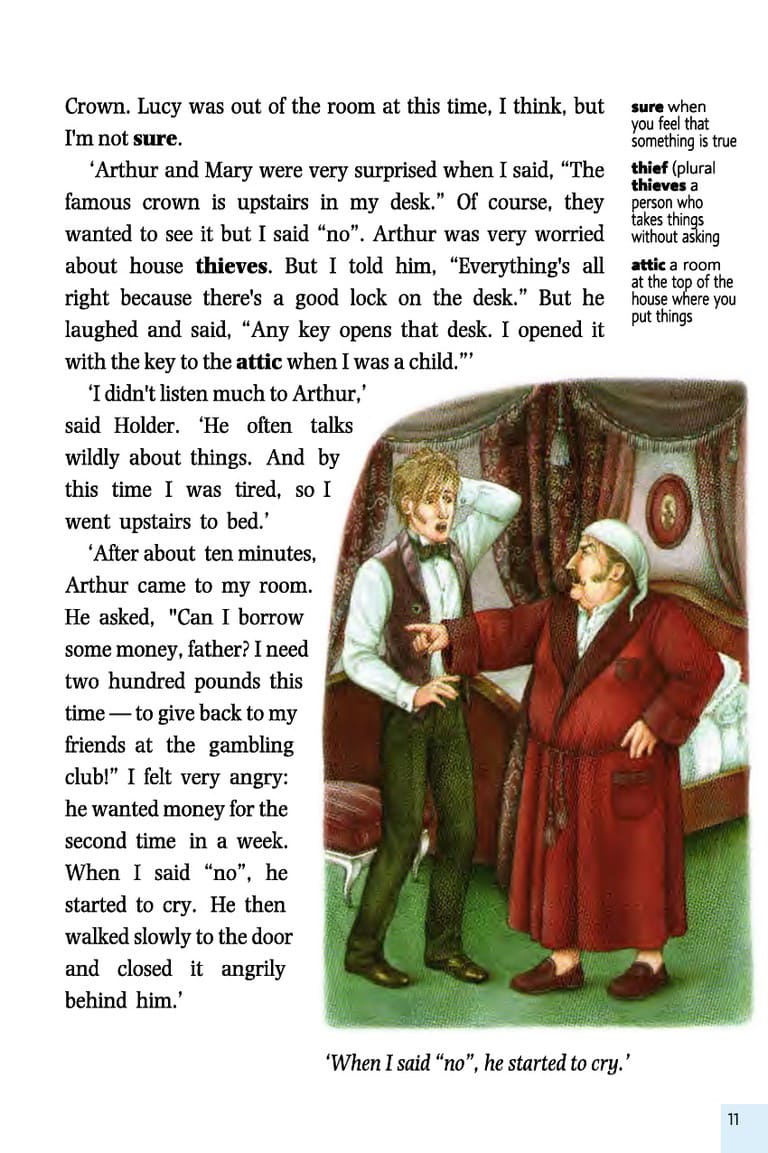 Crown. Lucy was out of the room at this time, I think, but
I'm not sure.
‘Arthur and Mary were very surprised when I said, “The
famous crown is upstairs in my desk.” Of course, they
wanted to see it but I said “no”. Arthur was very worried
about house thieves. But I told him, “Everything's all
right because there's a good lock on the desk.” But he
laughed and said, “Any key opens that desk. I opened it
with the key to the attic when I was a child.”’
‘I didn't listen much to Arthur,’
said Holder. ‘He often talks
wildly about things. And by
this time I was tired, so I
went upstairs to bed.’
‘After about ten minutes,
Arthur came to my room.
He asked, "Can I borrow
some money, father? I need
two hundred pounds this
time — to give back to my
friends at the gambling
club!” I felt very angry:
he wanted money for the
second time in a week.
When I said “no”, he
started to cry. He then
walked slowly to the door
and closed it angrily
behind him.’
sure when
you feel that
something is true
thief (plural
thieves a
person who
takes things
without asking
attic a room
at the top of the
house where you
put things
‘When I said “no”, he started to cry.’
11